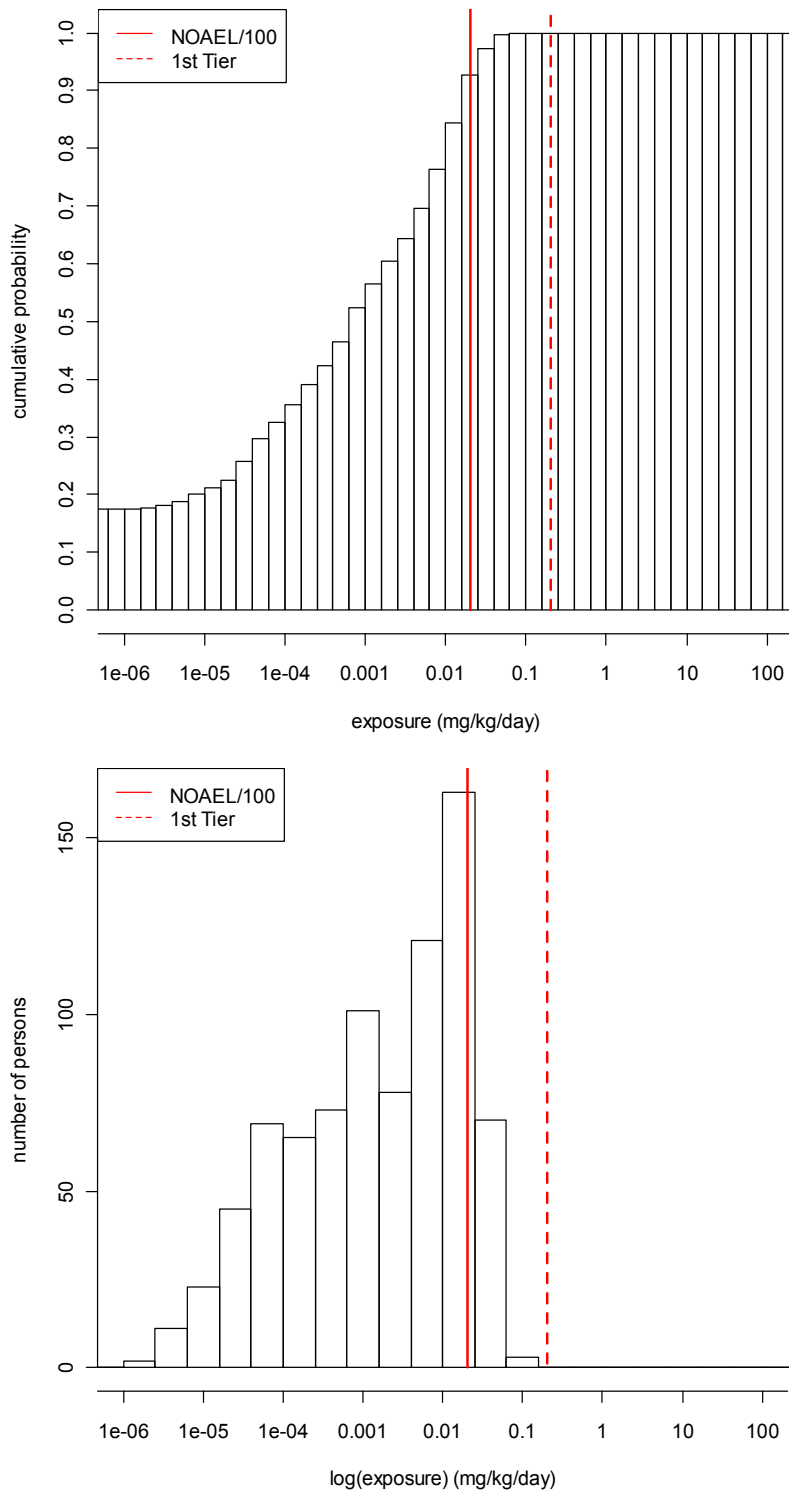 NOAEL/100
1st Tier
cumulative probability
1.0
0.9
0.8
0.7
0.6
0.5
0.4
0.3
0.2
0.1
0.0
1e-06 1e-05 1e-04 0.001 0.01 0.1 1 10 100
exposure (mg/kg/day)
NOAEL/100
1st Tier
number of persons
150
100
50
0
1e-06 1e-05 1e-04 0.001 0.01 0.1 1 10 100
log(exposure) (mg/kg/day)